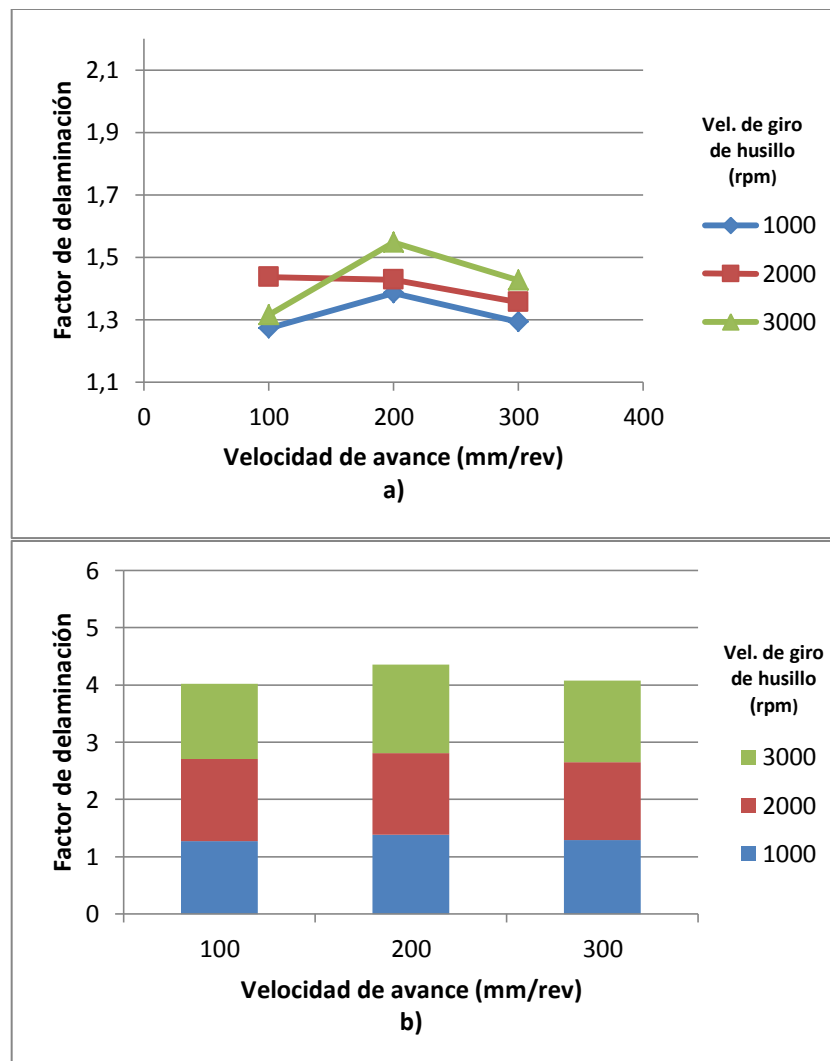 2,1
1,9
1,7
1,5
1,3
1,1
Factor de delaminación
0 100 200 300 400
Velocidad de avance (mm/rev)
a)
Vel. de giro
de husillo
(rpm)
1000
2000
3000
6
5
4
3
2
1
0
Factor de delaminación
100 200 300
Velocidad de avance (mm/rev)
b)
Vel. de giro
de husillo
(rpm)
3000
2000
1000